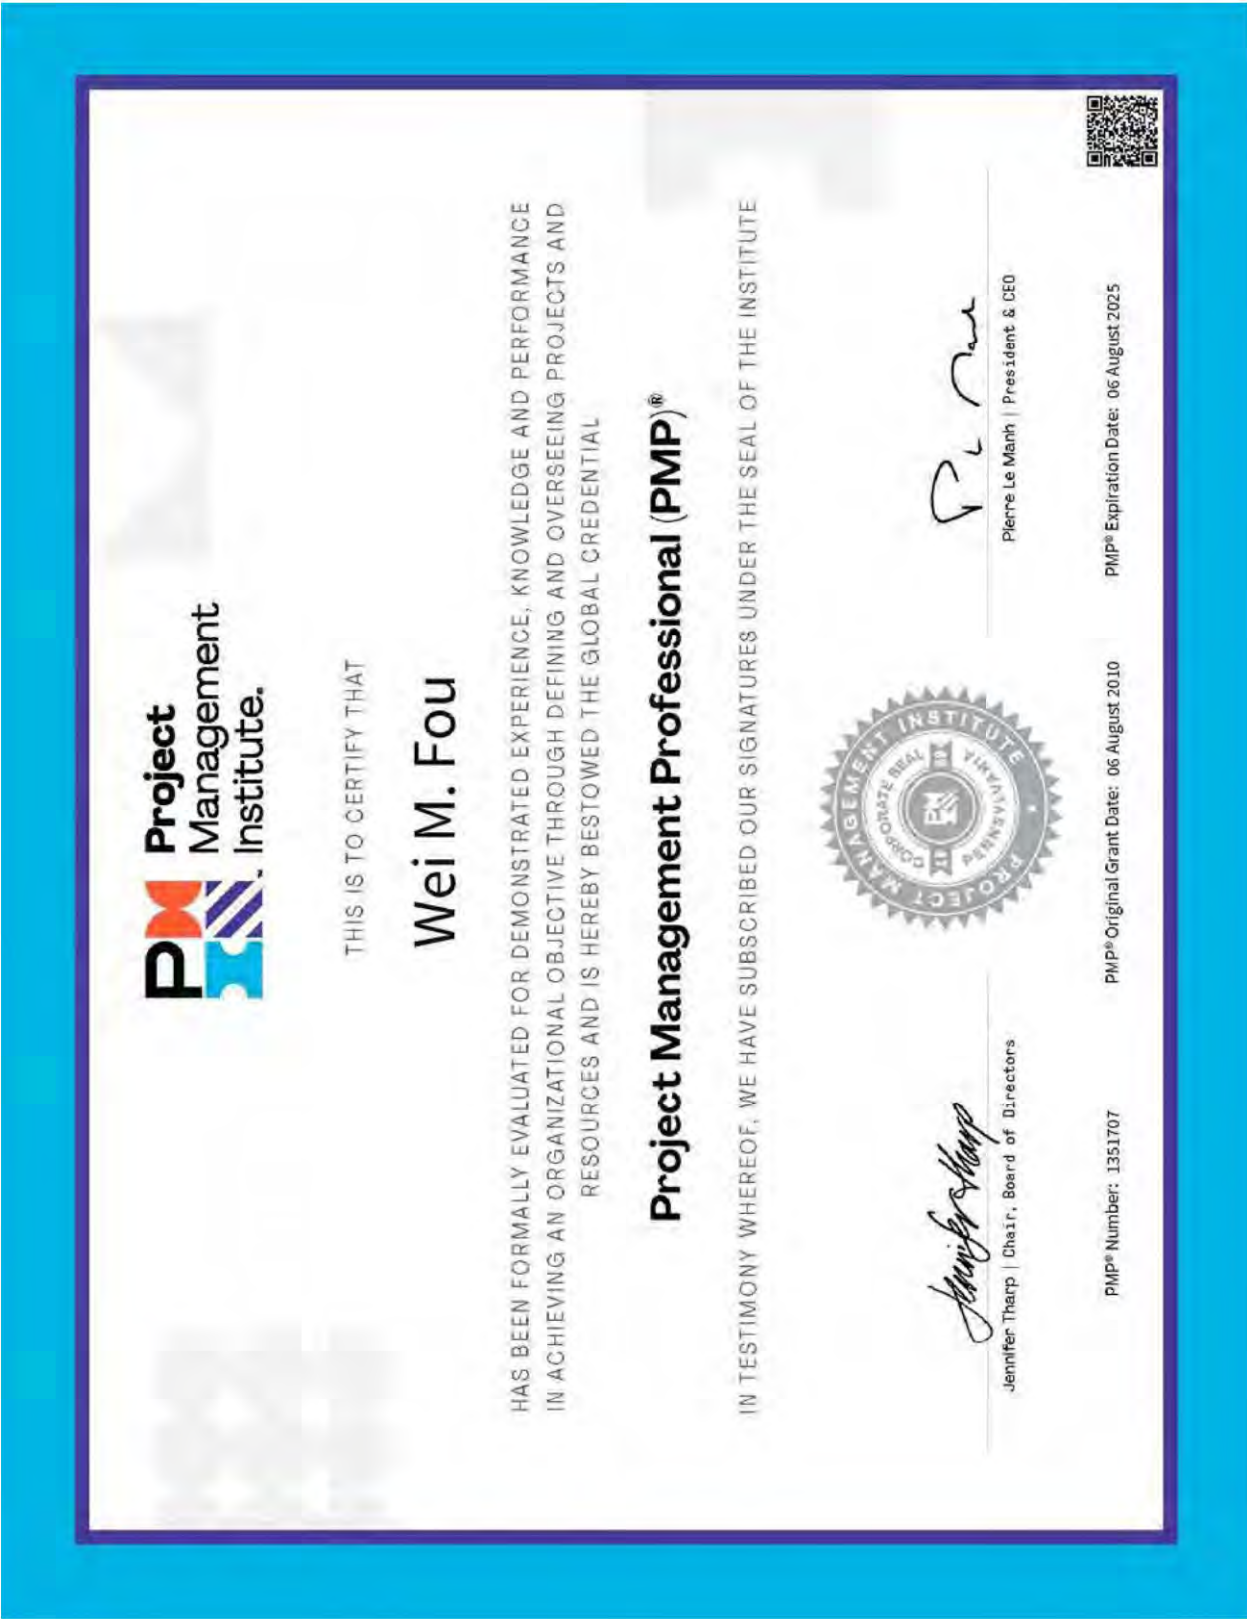 PMI
Project
Management
Institute.
THIS IS TO CERTIFY THAT
Wei M. Fou
HAS BEEN FORMALLY EVALUATED FOR DEMONSTRATED EXPERIENCE, KNOWLEDGE AND PERFORMANCE
IN ACHIEVING AN ORGANIZATIONAL OBJECTIVE THROUGH DEFINING AND OVERSEEING PROJECTS AND
RESOURCES AND IS HEREBY BESTOWED THE GLOBAL CREDENTIAL
Project Management Professional (PMP)®
IN TESTIMONY WHEREOF, WE HAVE SUBSCRIBED OUR SIGNATURES UNDER THE SEAL OF THE INSTITUTE
Jennifer Tharp
Jennifer Tharp | Chair, Board of Directors
PROJECT MANAGEMENT INSTITUTE
CORPORATE SEAL
PENNSYLVANIA
Pierre Le Manh | President & CEO
PMP® Number: 1351707
PMP® Original Grant Date: 06 August 2010
PMP® Expiration Date: 06 August 2025